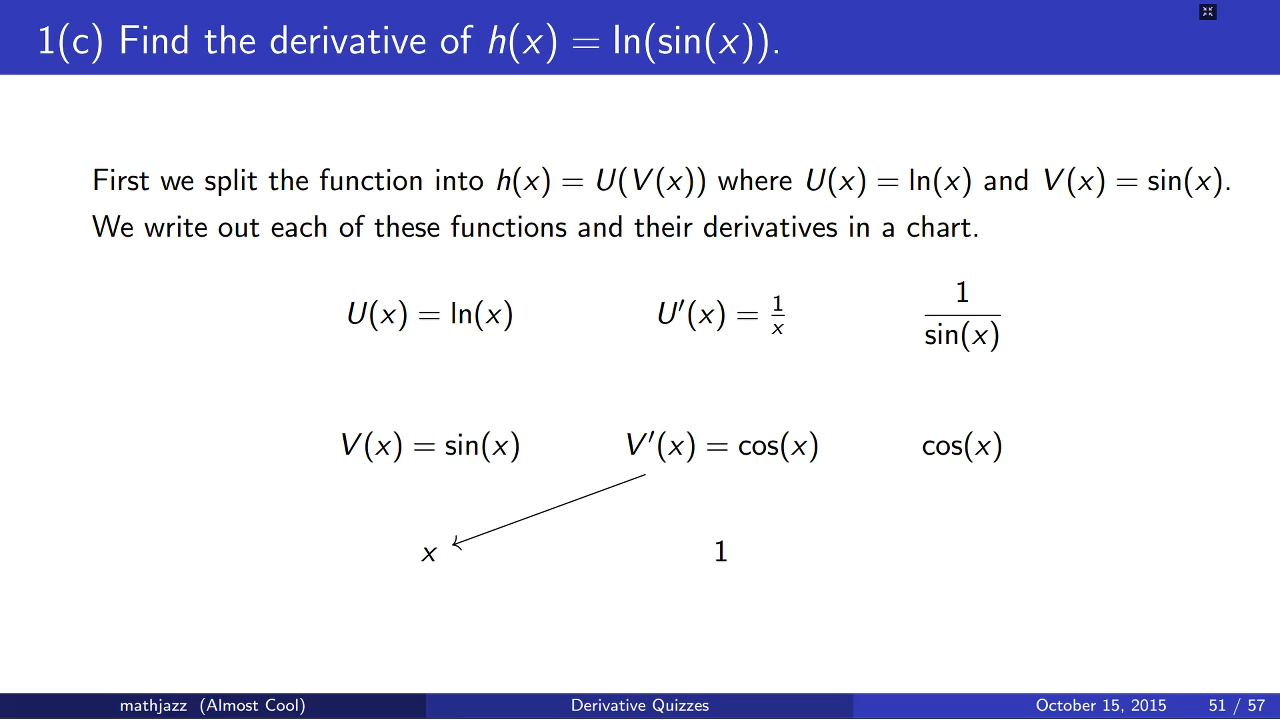 1(c) Find the derivative of h(x) = ln(sin(x)).
First we split the function into h(x) = U(V(x)) where U(x) = ln(x) and V(x) = sin(x).
We write out each of these functions and their derivatives in a chart.
U(x) = ln(x) U′(x) = 1/x 1/sin(x)
V(x) = sin(x) V′(x) = cos(x) cos(x)
x 1
mathjazz (Almost Cool) Derivative Quizzes October 15, 2015 51 / 57